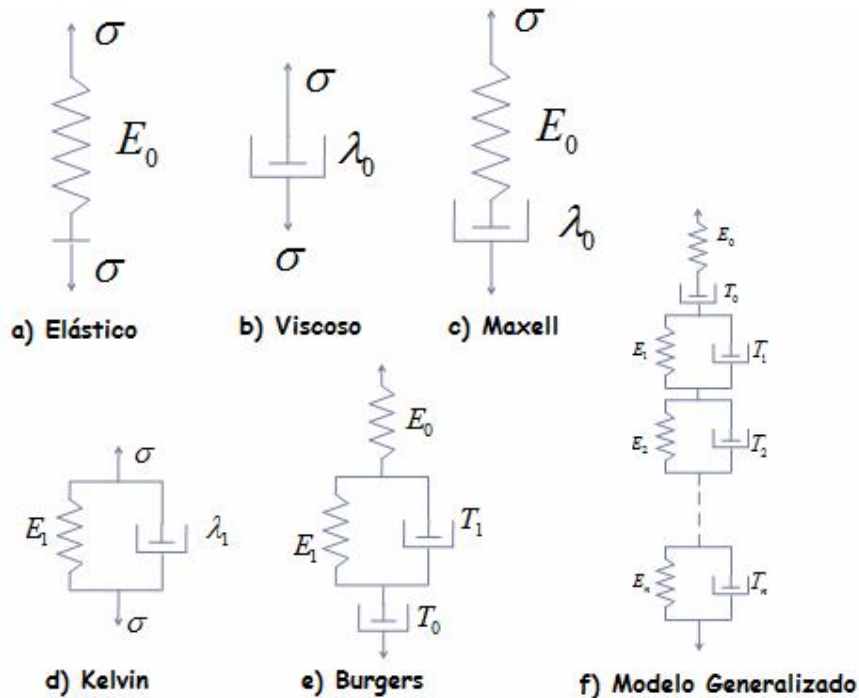 σ
E₀
σ
a) Elástico
σ
λ₀
σ
b) Viscoso
σ
E₀
λ₀
c) Maxell
σ
E₁
λ₁
σ
d) Kelvin
E₀
E₁
T₁
T₀
e) Burgers
E₀
T₀
E₁
T₁
E₂
T₂
Eₙ
Tₙ
f) Modelo Generalizado